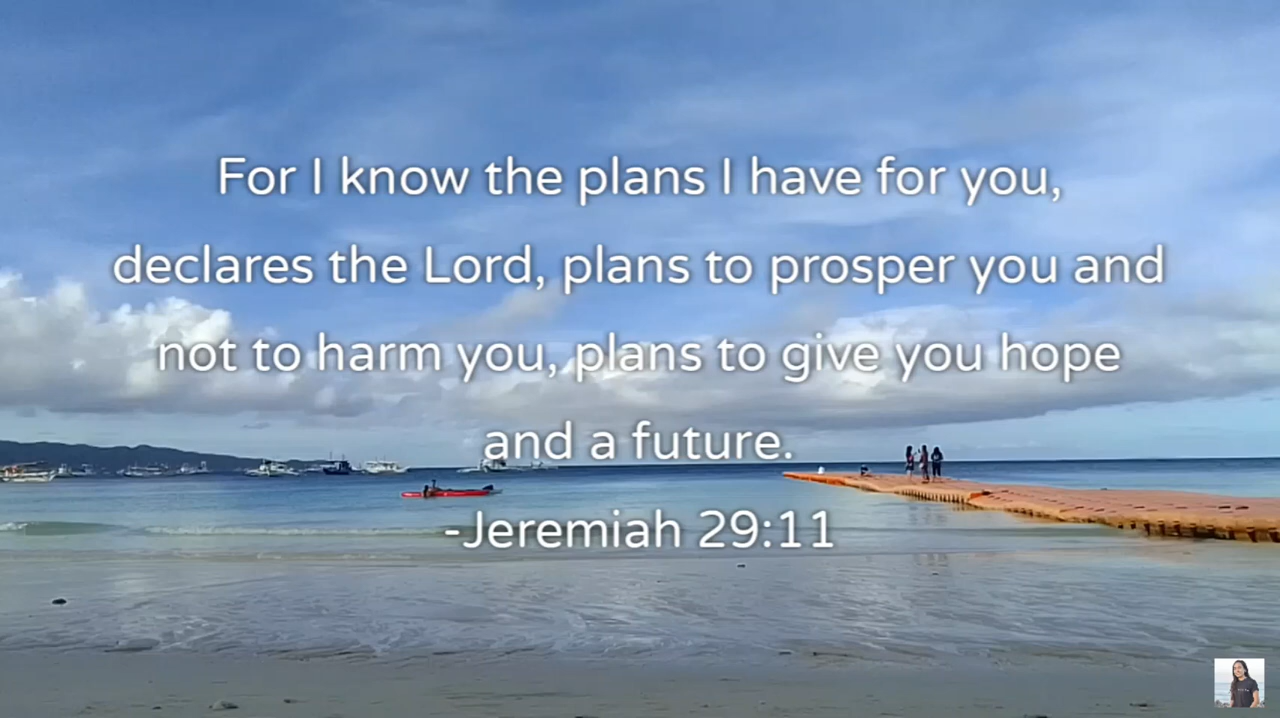 For I know the plans I have for you,
declares the Lord, plans to prosper you and
not to harm you, plans to give you hope
and a future.
-Jeremiah 29:11